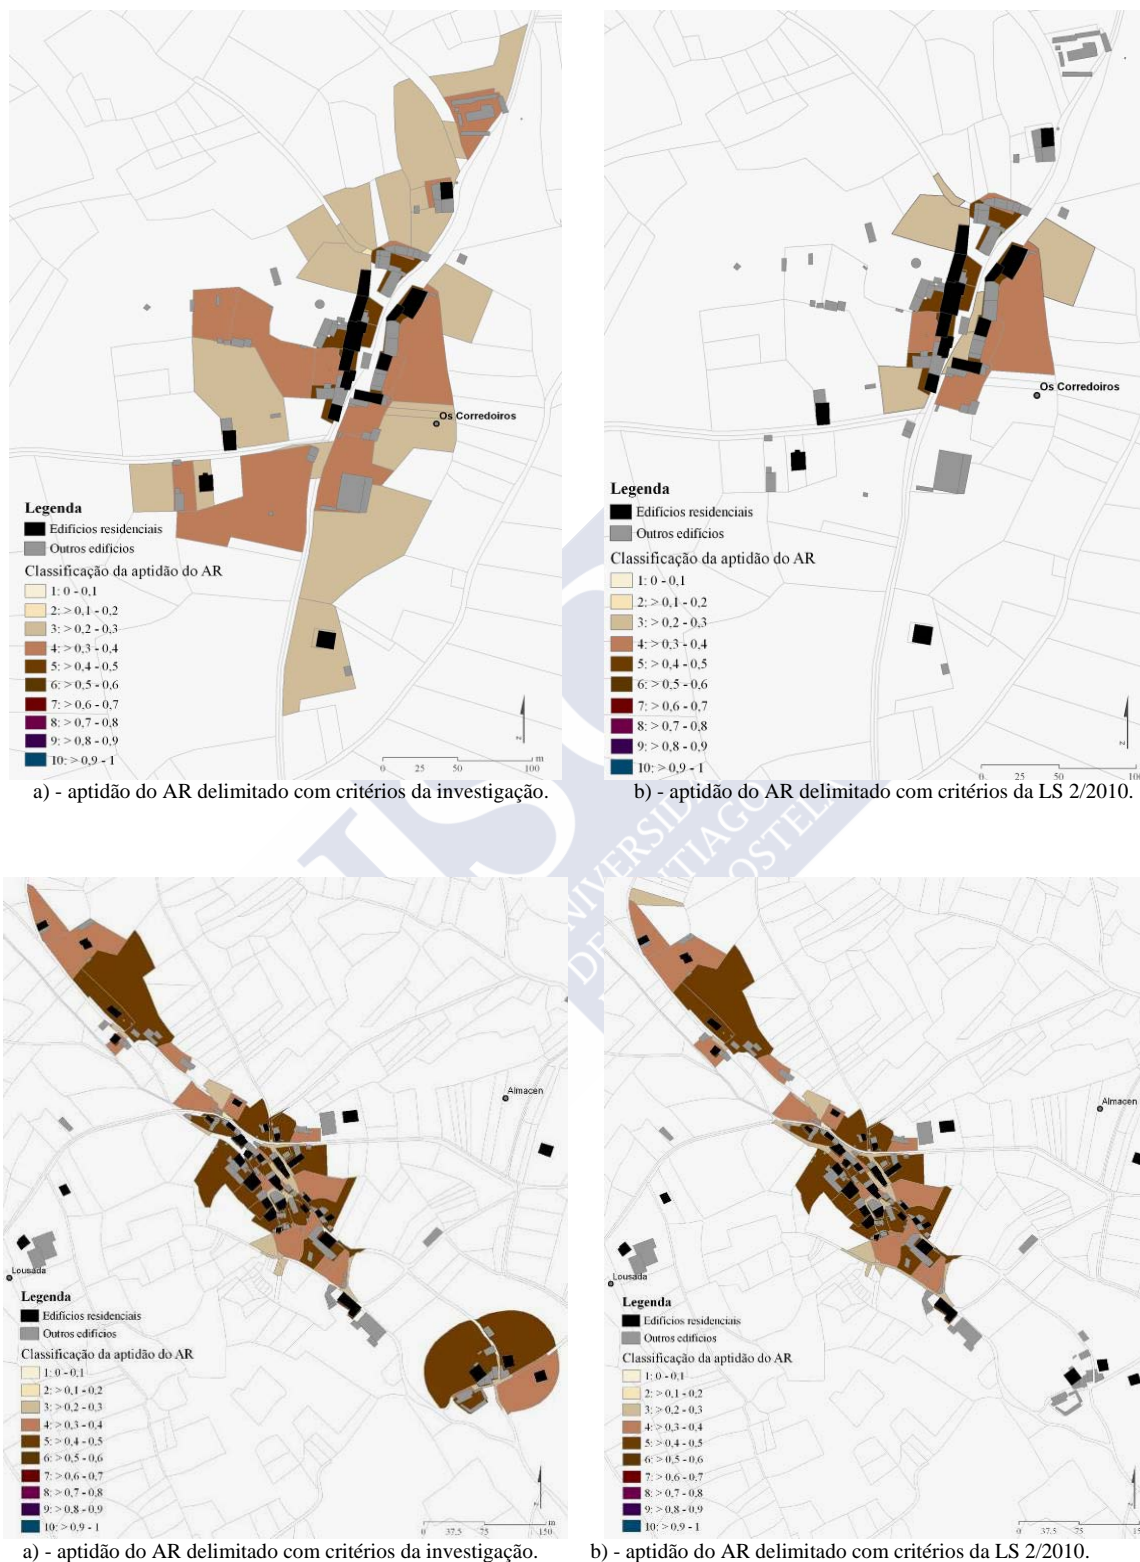 Os Corredoiros
Legenda
Edifícios residenciais
Outros edifícios
Classificação da aptidão do AR
1: 0 - 0,1
2: > 0,1 - 0,2
3: > 0,2 - 0,3
4: > 0,3 - 0,4
5: > 0,4 - 0,5
6: > 0,5 - 0,6
7: > 0,6 - 0,7
8: > 0,7 - 0,8
9: > 0,8 - 0,9
10: > 0,9 - 1
N
0 25 50 100 m
a) - aptidão do AR delimitado com critérios da investigação.
Os Corredoiros
Legenda
Edifícios residenciais
Outros edifícios
Classificação da aptidão do AR
1: 0 - 0,1
2: > 0,1 - 0,2
3: > 0,2 - 0,3
4: > 0,3 - 0,4
5: > 0,4 - 0,5
6: > 0,5 - 0,6
7: > 0,6 - 0,7
8: > 0,7 - 0,8
9: > 0,8 - 0,9
10: > 0,9 - 1
N
0 25 50 100
b) - aptidão do AR delimitado com critérios da LS 2/2010.
Almacen
Lousada
Legenda
Edifícios residenciais
Outros edifícios
Classificação da aptidão do AR
1: 0 - 0,1
2: > 0,1 - 0,2
3: > 0,2 - 0,3
4: > 0,3 - 0,4
5: > 0,4 - 0,5
6: > 0,5 - 0,6
7: > 0,6 - 0,7
8: > 0,7 - 0,8
9: > 0,8 - 0,9
10: > 0,9 - 1
N
0 37.5 75 150 m
a) - aptidão do AR delimitado com critérios da investigação.
Almacen
Lousada
Legenda
Edifícios residenciais
Outros edifícios
Classificação da aptidão do AR
1: 0 - 0,1
2: > 0,1 - 0,2
3: > 0,2 - 0,3
4: > 0,3 - 0,4
5: > 0,4 - 0,5
6: > 0,5 - 0,6
7: > 0,6 - 0,7
8: > 0,7 - 0,8
9: > 0,8 - 0,9
10: > 0,9 - 1
N
0 37.5 75
b) - aptidão do AR delimitado com critérios da LS 2/2010.